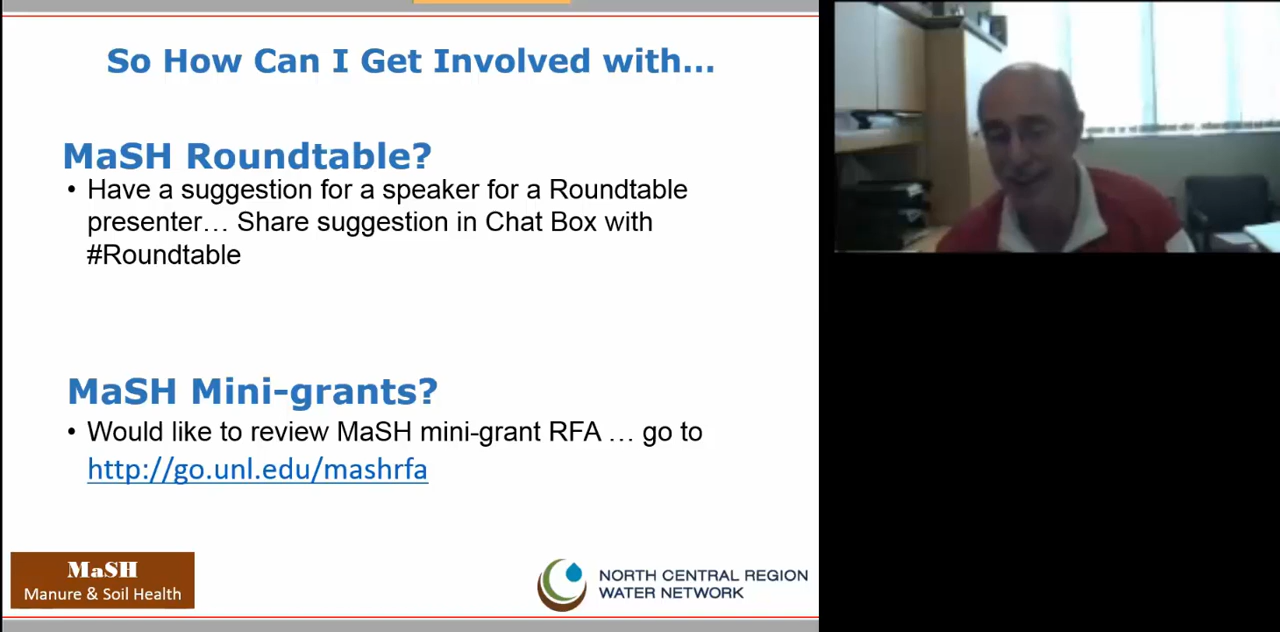 So How Can I Get Involved with...
MaSH Roundtable?
• Have a suggestion for a speaker for a Roundtable
presenter… Share suggestion in Chat Box with
#Roundtable
MaSH Mini-grants?
• Would like to review MaSH mini-grant RFA … go to
http://go.unl.edu/mashrfa
MaSH
Manure & Soil Health
NORTH CENTRAL REGION
WATER NETWORK